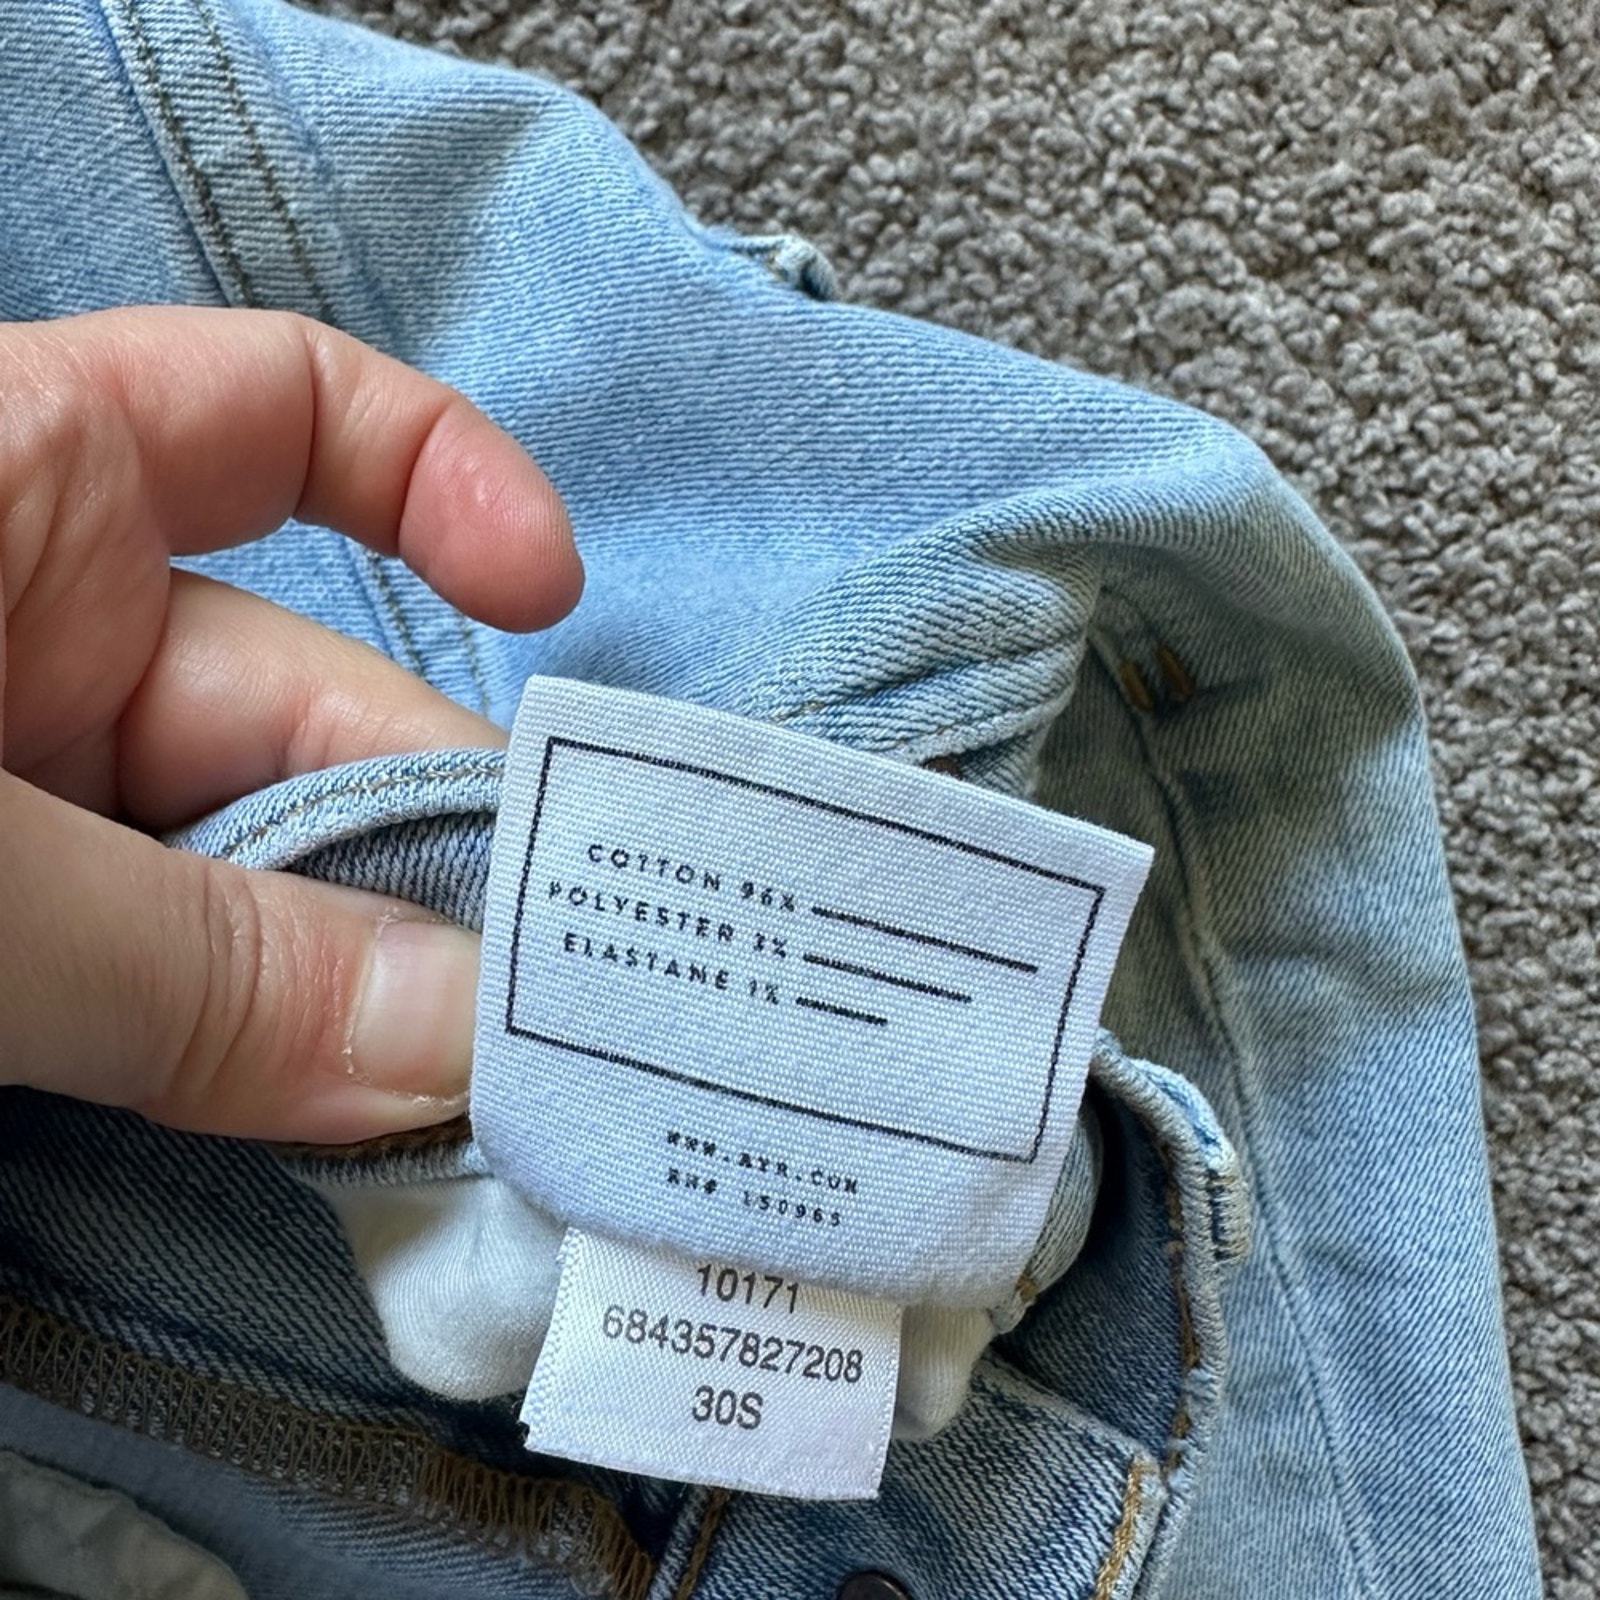 COTTON 96%
POLYESTER 3%
ELASTANE 1%
WWW.AYR.COM
RN# 150965
10171
684357827208
30S